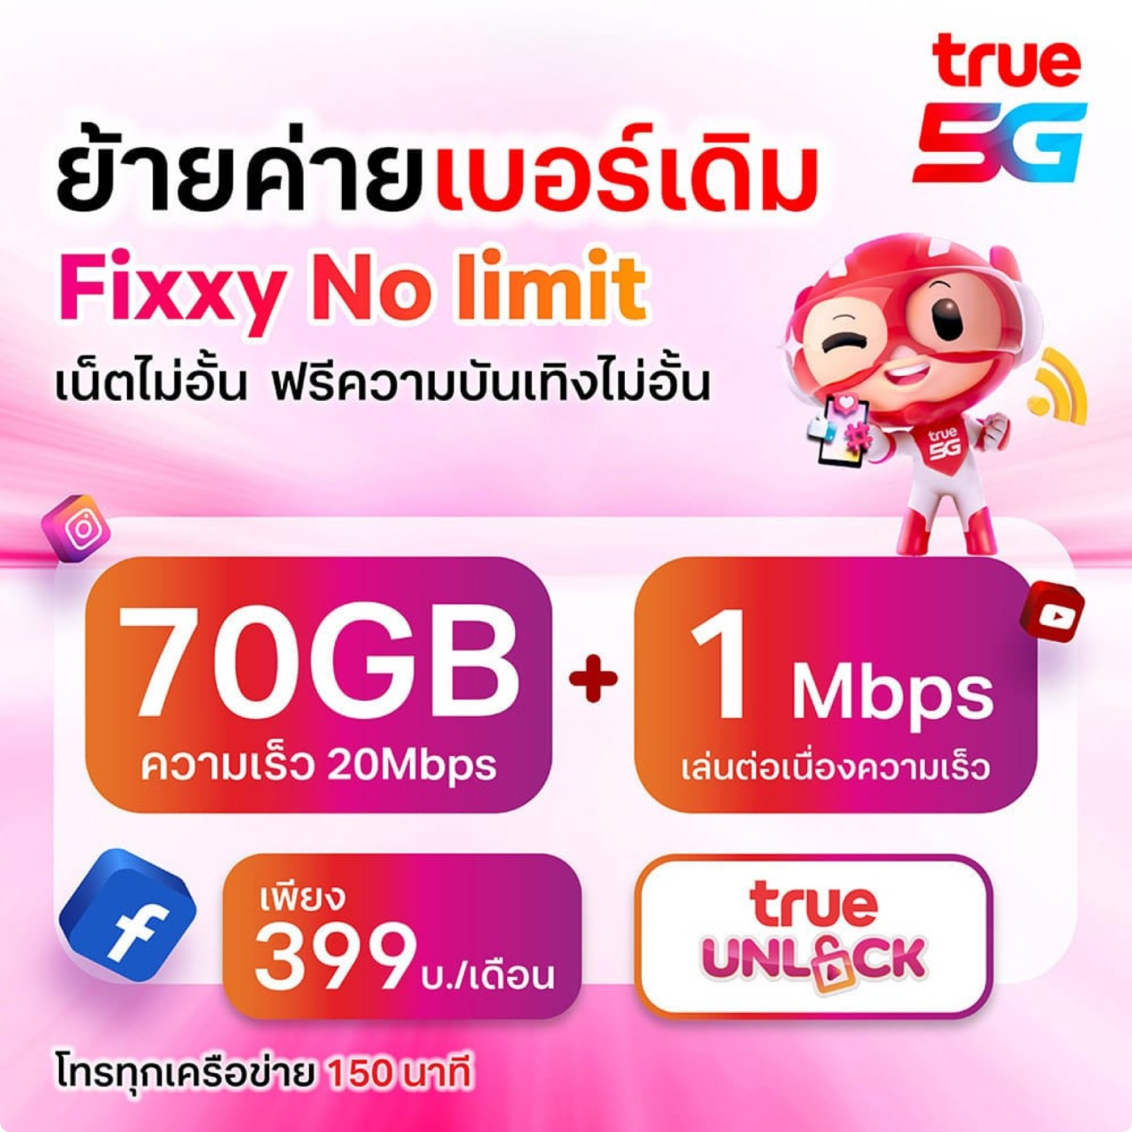 true
5G
ย้ายค่ายเบอร์เดิม
Fixxy No limit
เน็ตไม่อั้น ฟรีความบันเทิงไม่อั้น
true
5G
70GB
ความเร็ว 20Mbps
+
1 Mbps
เล่นต่อเนื่องความเร็ว
เพียง
399 บ./เดือน
true
UNLOCK
โทรทุกเครือข่าย 150 นาที